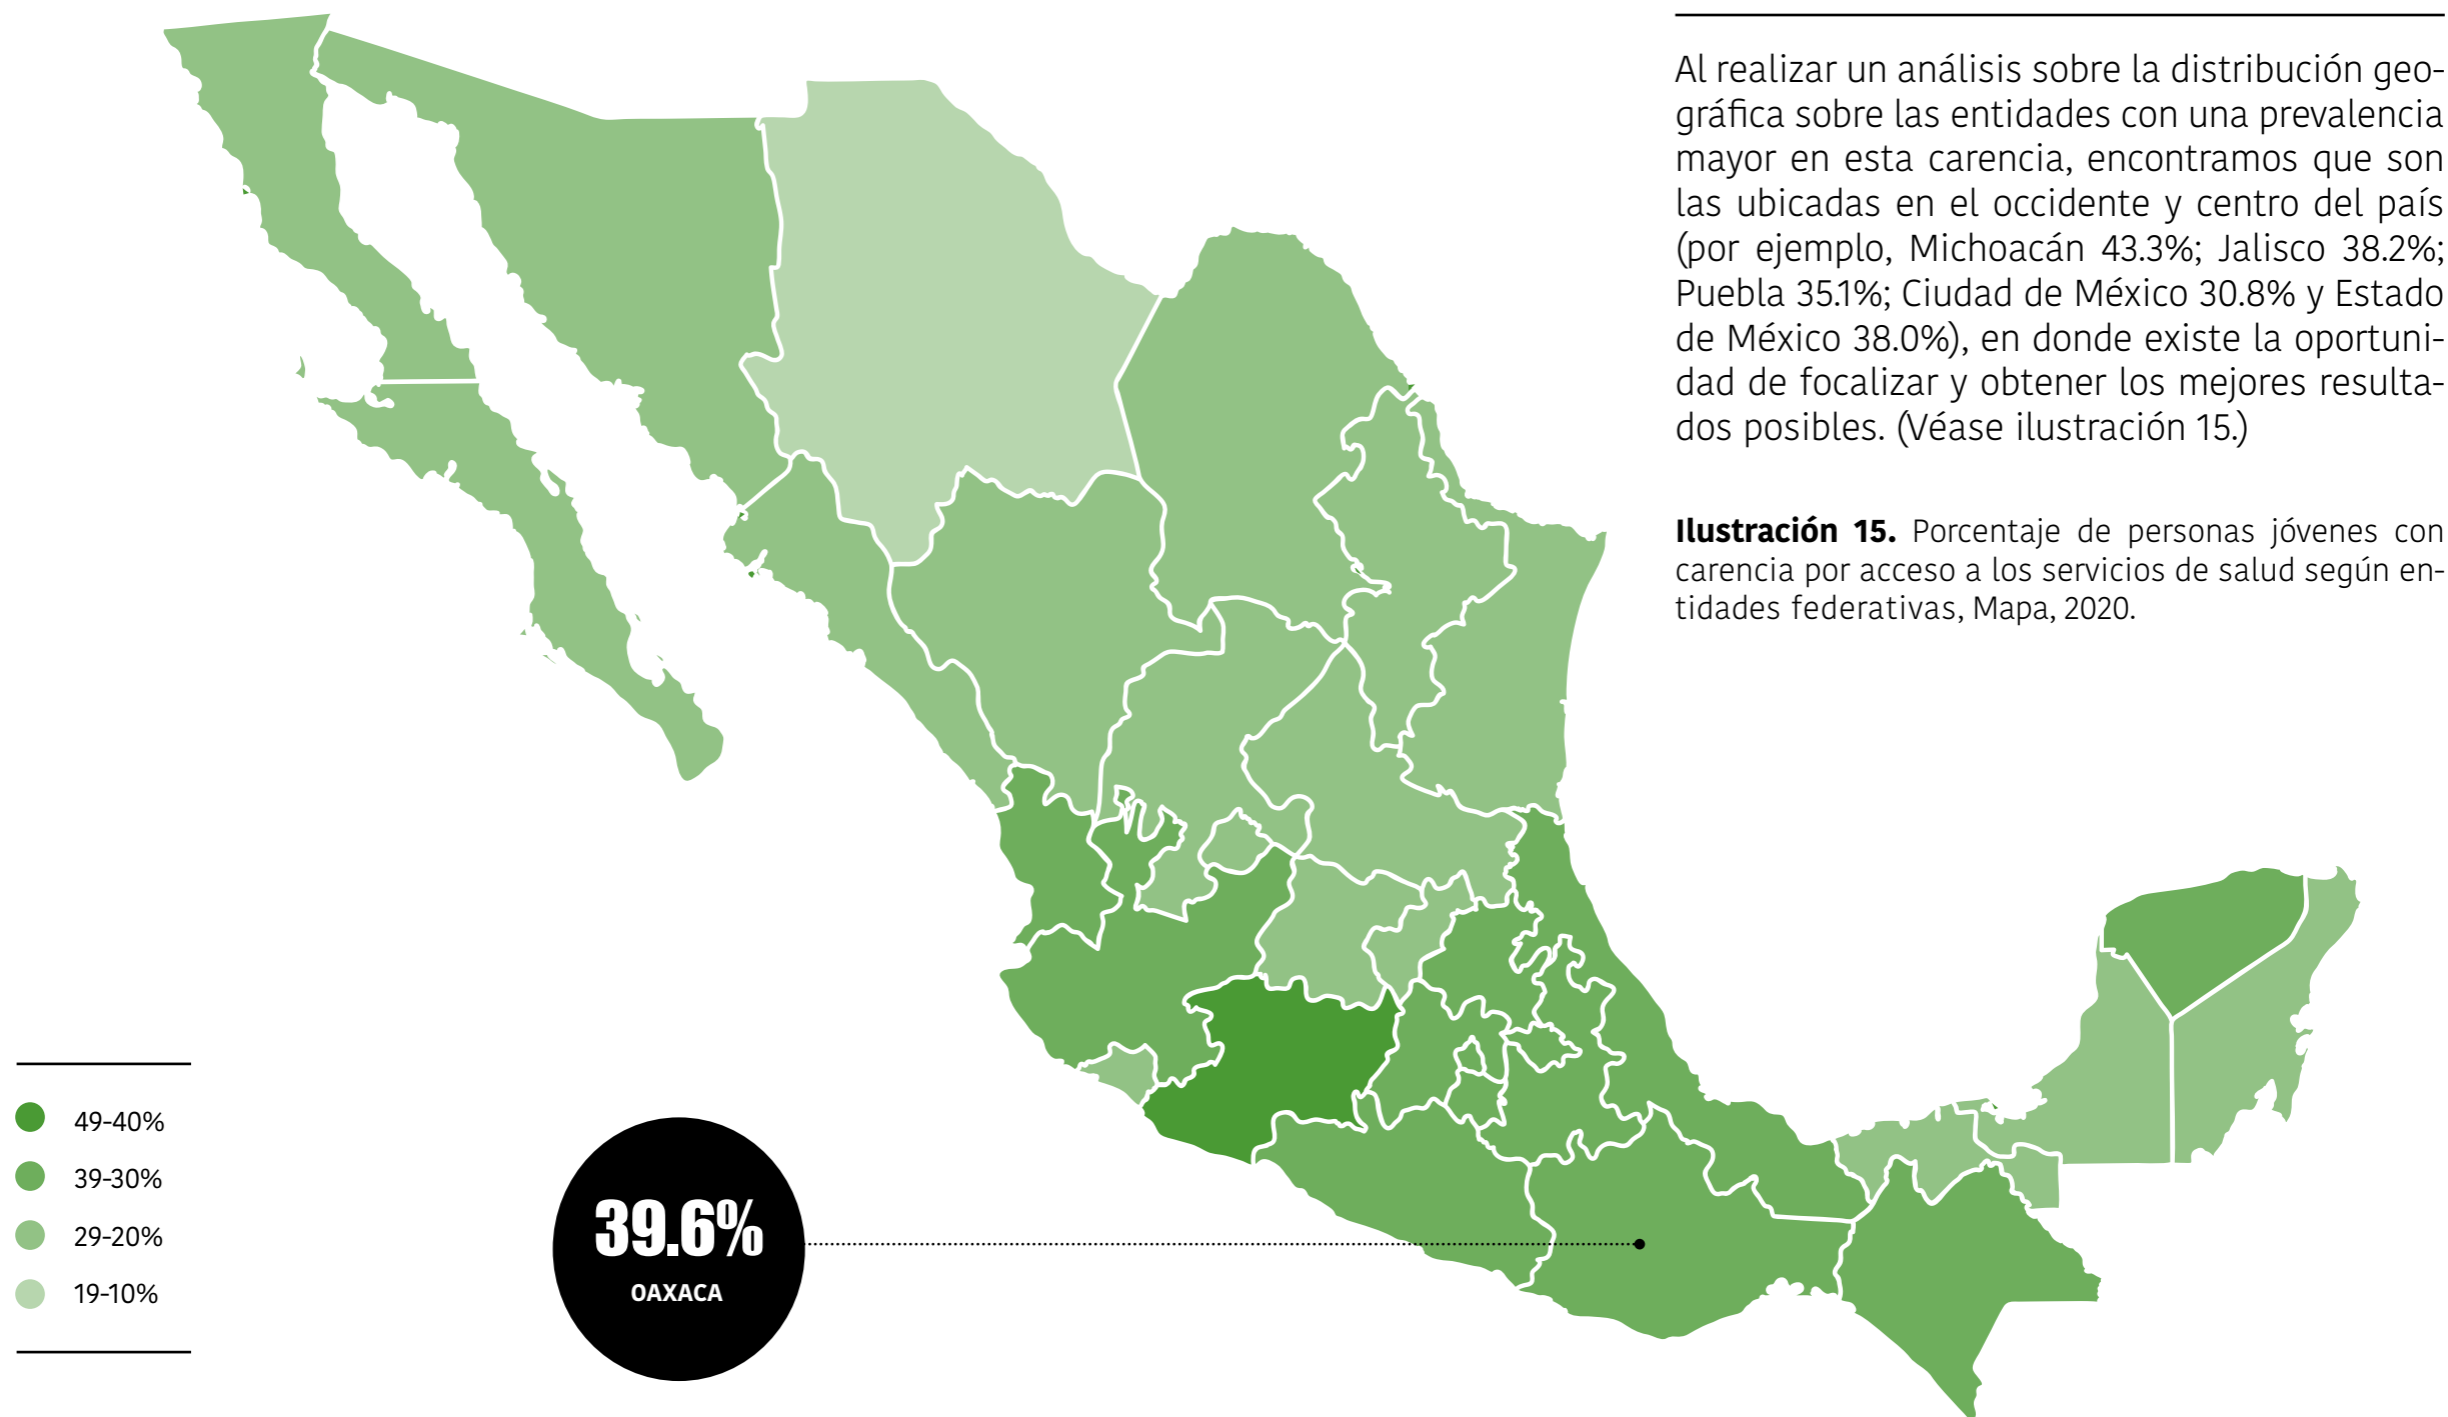 Al realizar un análisis sobre la distribución geo-
gráfica sobre las entidades con una prevalencia
mayor en esta carencia, encontramos que son
las ubicadas en el occidente y centro del país
(por ejemplo, Michoacán 43.3%; Jalisco 38.2%;
Puebla 35.1%; Ciudad de México 30.8% y Estado
de México 38.0%), en donde existe la oportuni-
dad de focalizar y obtener los mejores resulta-
dos posibles. (Véase ilustración 15.)
Ilustración 15. Porcentaje de personas jóvenes con
carencia por acceso a los servicios de salud según en-
tidades federativas, Mapa, 2020.
49-40%
39-30%
29-20%
19-10%
39.6%
OAXACA